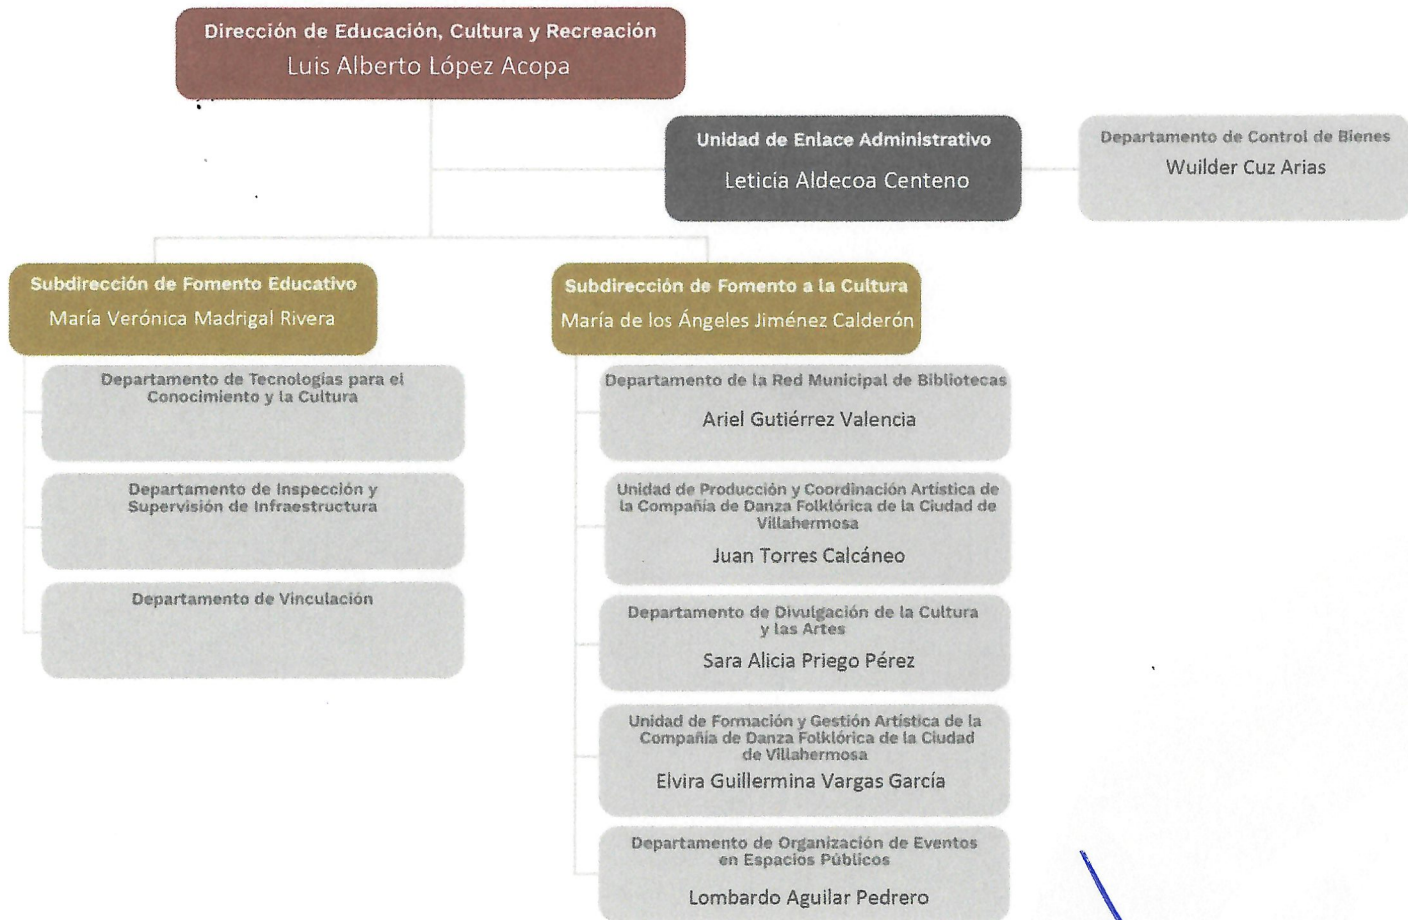 Dirección de Educación, Cultura y Recreación
Luis Alberto López Acopa
Unidad de Enlace Administrativo
Leticia Aldecoa Centeno
Departamento de Control de Bienes
Wuilder Cuz Arias
Subdirección de Fomento Educativo
María Verónica Madrigal Rivera
Departamento de Tecnologías para el
Conocimiento y la Cultura
Departamento de Inspección y
Supervisión de Infraestructura
Departamento de Vinculación
Subdirección de Fomento a la Cultura
María de los Ángeles Jiménez Calderón
Departamento de la Red Municipal de Bibliotecas
Ariel Gutiérrez Valencia
Unidad de Producción y Coordinación Artística de
la Compañía de Danza Folklórica de la Ciudad de
Villahermosa
Juan Torres Calcáneo
Departamento de Divulgación de la Cultura
y las Artes
Sara Alicia Priego Pérez
Unidad de Formación y Gestión Artística de la
Compañía de Danza Folklórica de la Ciudad
de Villahermosa
Elvira Guillermina Vargas García
Departamento de Organización de Eventos
en Espacios Públicos
Lombardo Aguilar Pedrero